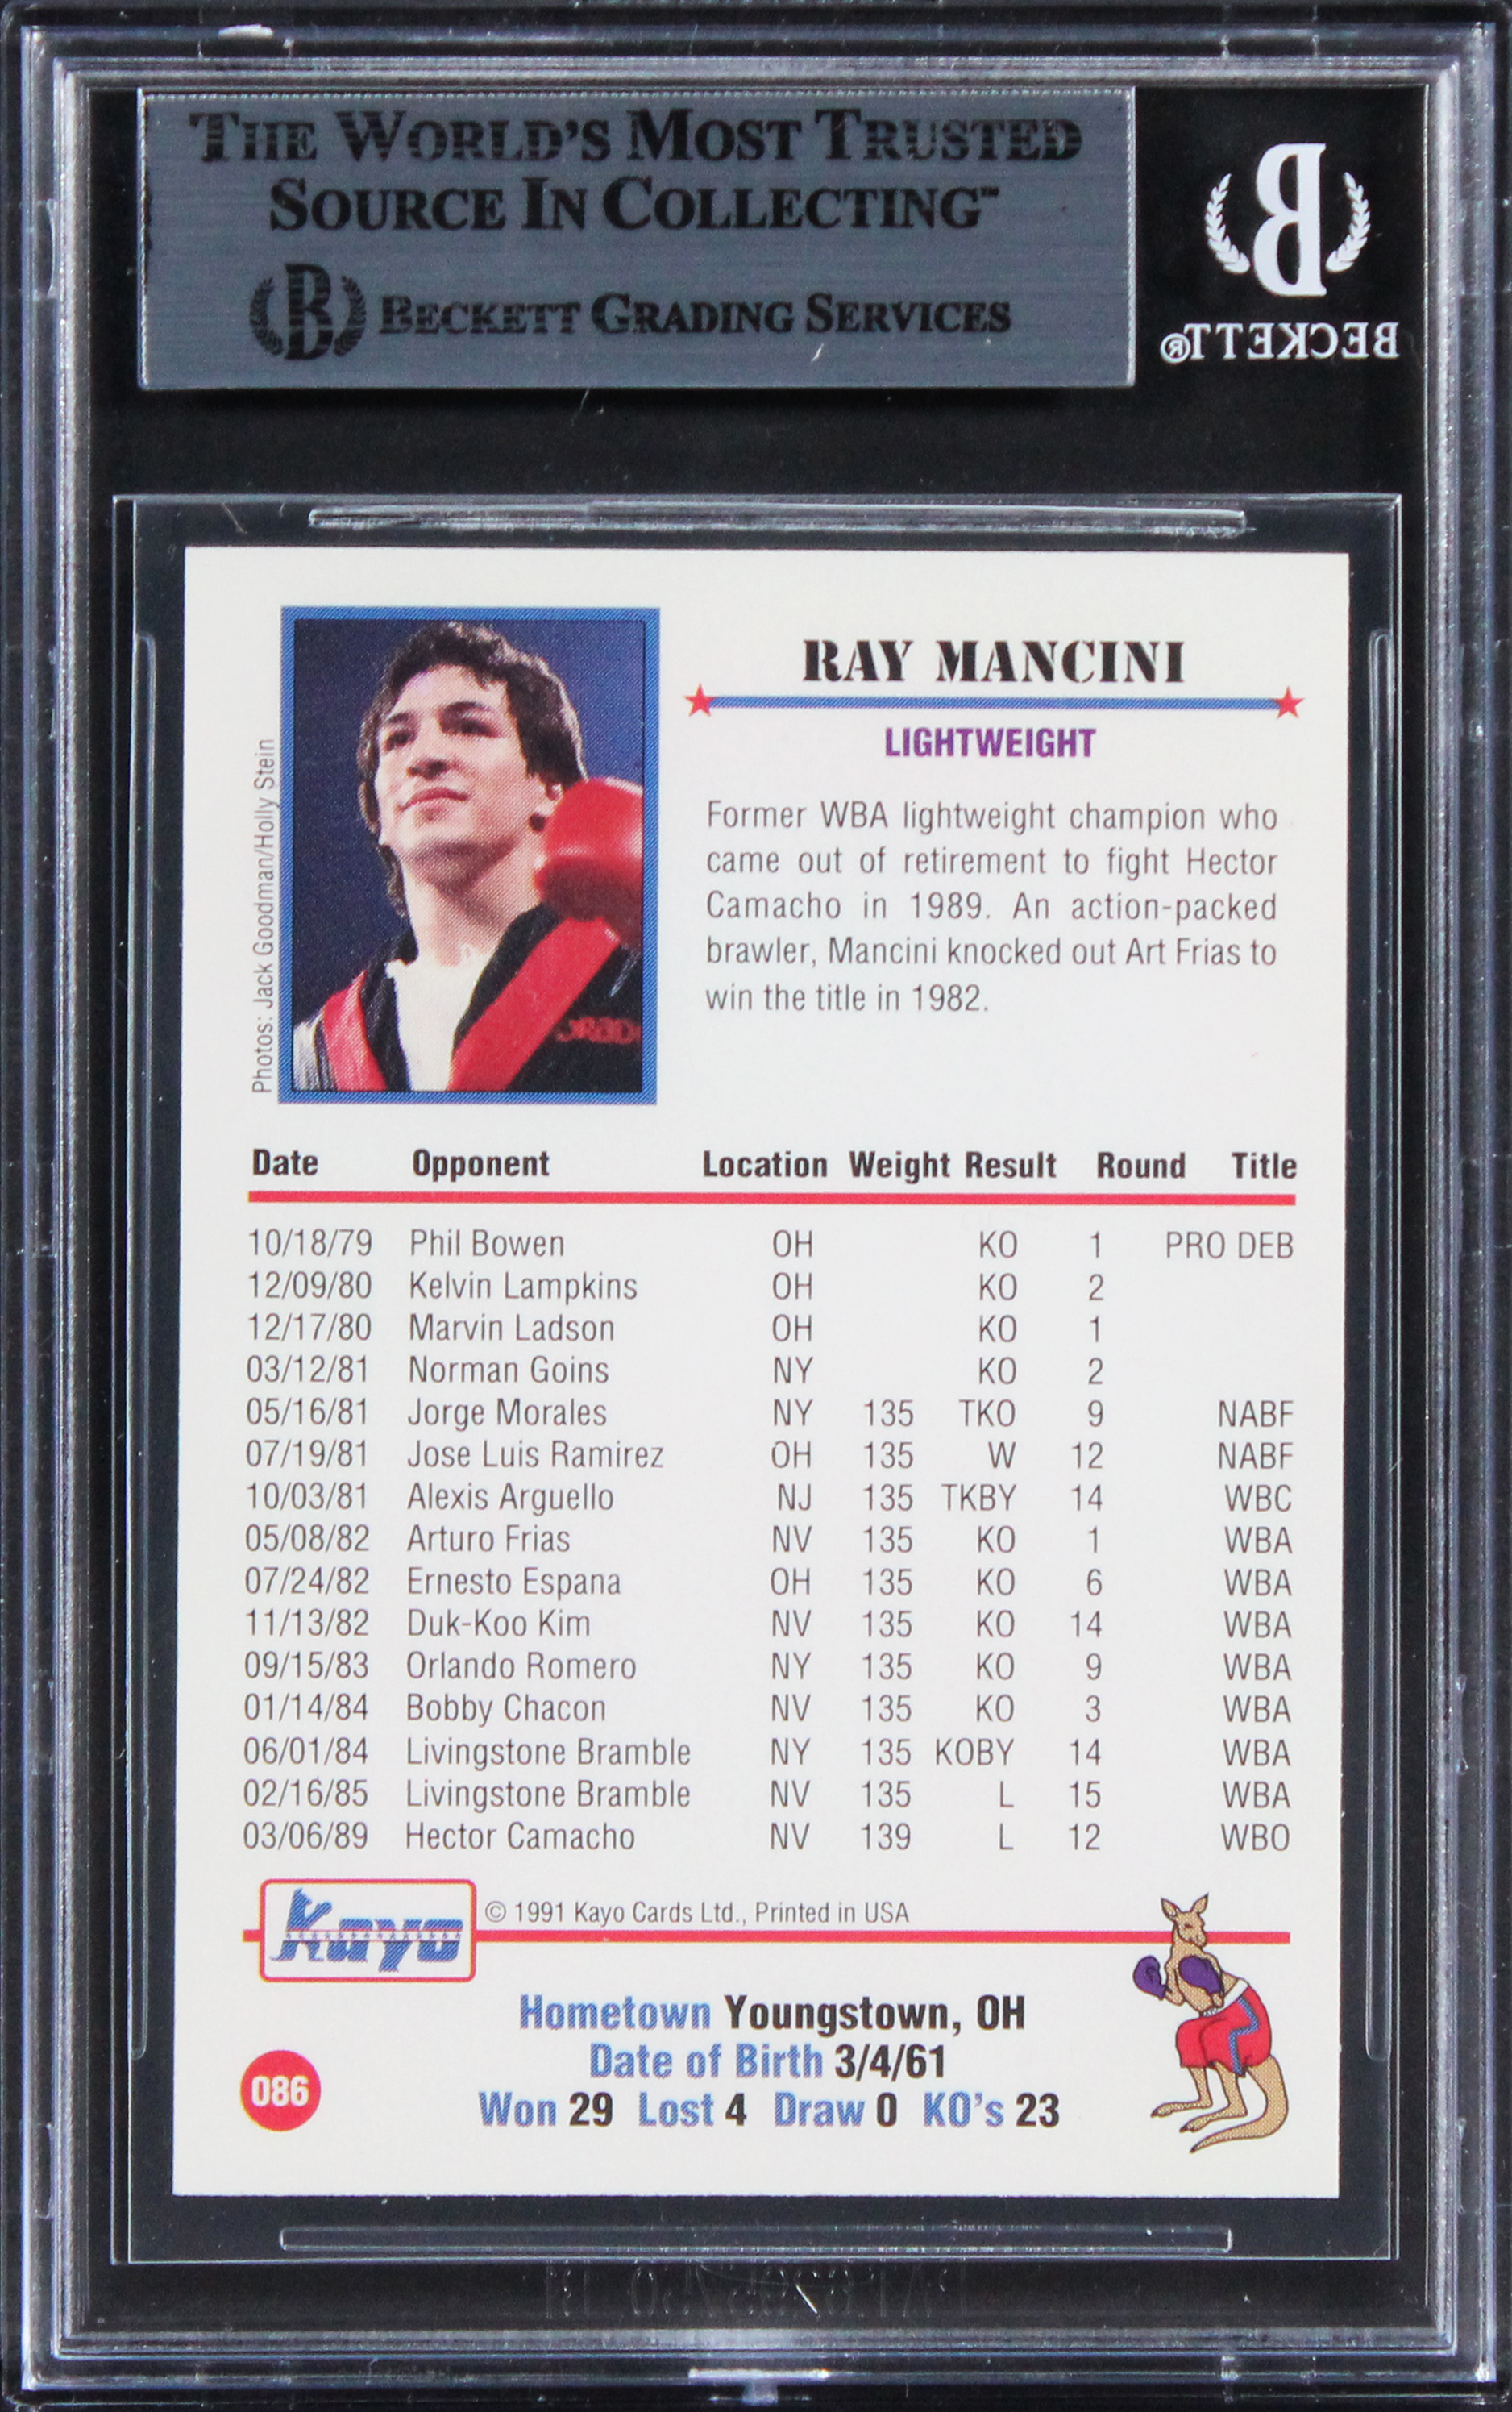 THE WORLD'S MOST TRUSTED
SOURCE IN COLLECTING™
B BECKETT GRADING SERVICES
B
BECKETT®
RAY MANCINI
LIGHTWEIGHT
Former WBA lightweight champion who
came out of retirement to fight Hector
Camacho in 1989. An action-packed
brawler, Mancini knocked out Art Frias to
win the title in 1982.
Photos: Jack Goodman/Holly Stein
Date Opponent Location Weight Result Round Title
10/18/79 Phil Bowen OH KO 1 PRO DEB
12/09/80 Kelvin Lampkins OH KO 2
12/17/80 Marvin Ladson OH KO 1
03/12/81 Norman Goins NY KO 2
05/16/81 Jorge Morales NY 135 TKO 9 NABF
07/19/81 Jose Luis Ramirez OH 135 W 12 NABF
10/03/81 Alexis Arguello NJ 135 TKBY 14 WBC
05/08/82 Arturo Frias NV 135 KO 1 WBA
07/24/82 Ernesto Espana OH 135 KO 6 WBA
11/13/82 Duk-Koo Kim NV 135 KO 14 WBA
09/15/83 Orlando Romero NY 135 KO 9 WBA
01/14/84 Bobby Chacon NV 135 KO 3 WBA
06/01/84 Livingstone Bramble NY 135 KOBY 14 WBA
02/16/85 Livingstone Bramble NV 135 L 15 WBA
03/06/89 Hector Camacho NV 139 L 12 WBO
Kayo © 1991 Kayo Cards Ltd., Printed in USA
Hometown Youngstown, OH
Date of Birth 3/4/61
086 Won 29 Lost 4 Draw 0 KO's 23